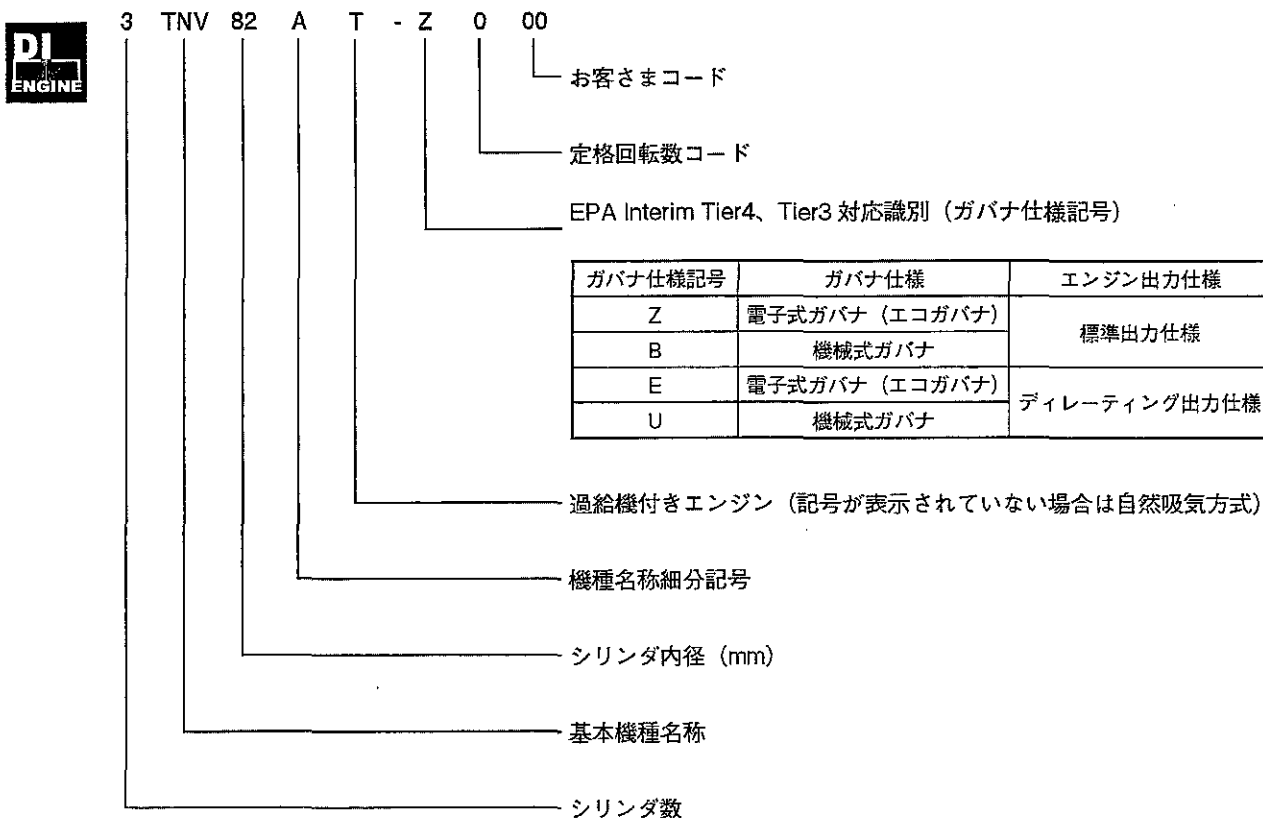 DI
ENGINE
3 TNV 82 A T - Z 0 00
お客さまコード
定格回転数コード
EPA Interim Tier4、Tier3 対応識別（ガバナ仕様記号）
ガバナ仕様記号 ガバナ仕様 エンジン出力仕様
Z 電子式ガバナ（エコガバナ） 標準出力仕様
B 機械式ガバナ
E 電子式ガバナ（エコガバナ） ディレーティング出力仕様
U 機械式ガバナ
過給機付きエンジン（記号が表示されていない場合は自然吸気方式）
機種名称細分記号
シリンダ内径（mm）
基本機種名称
シリンダ数